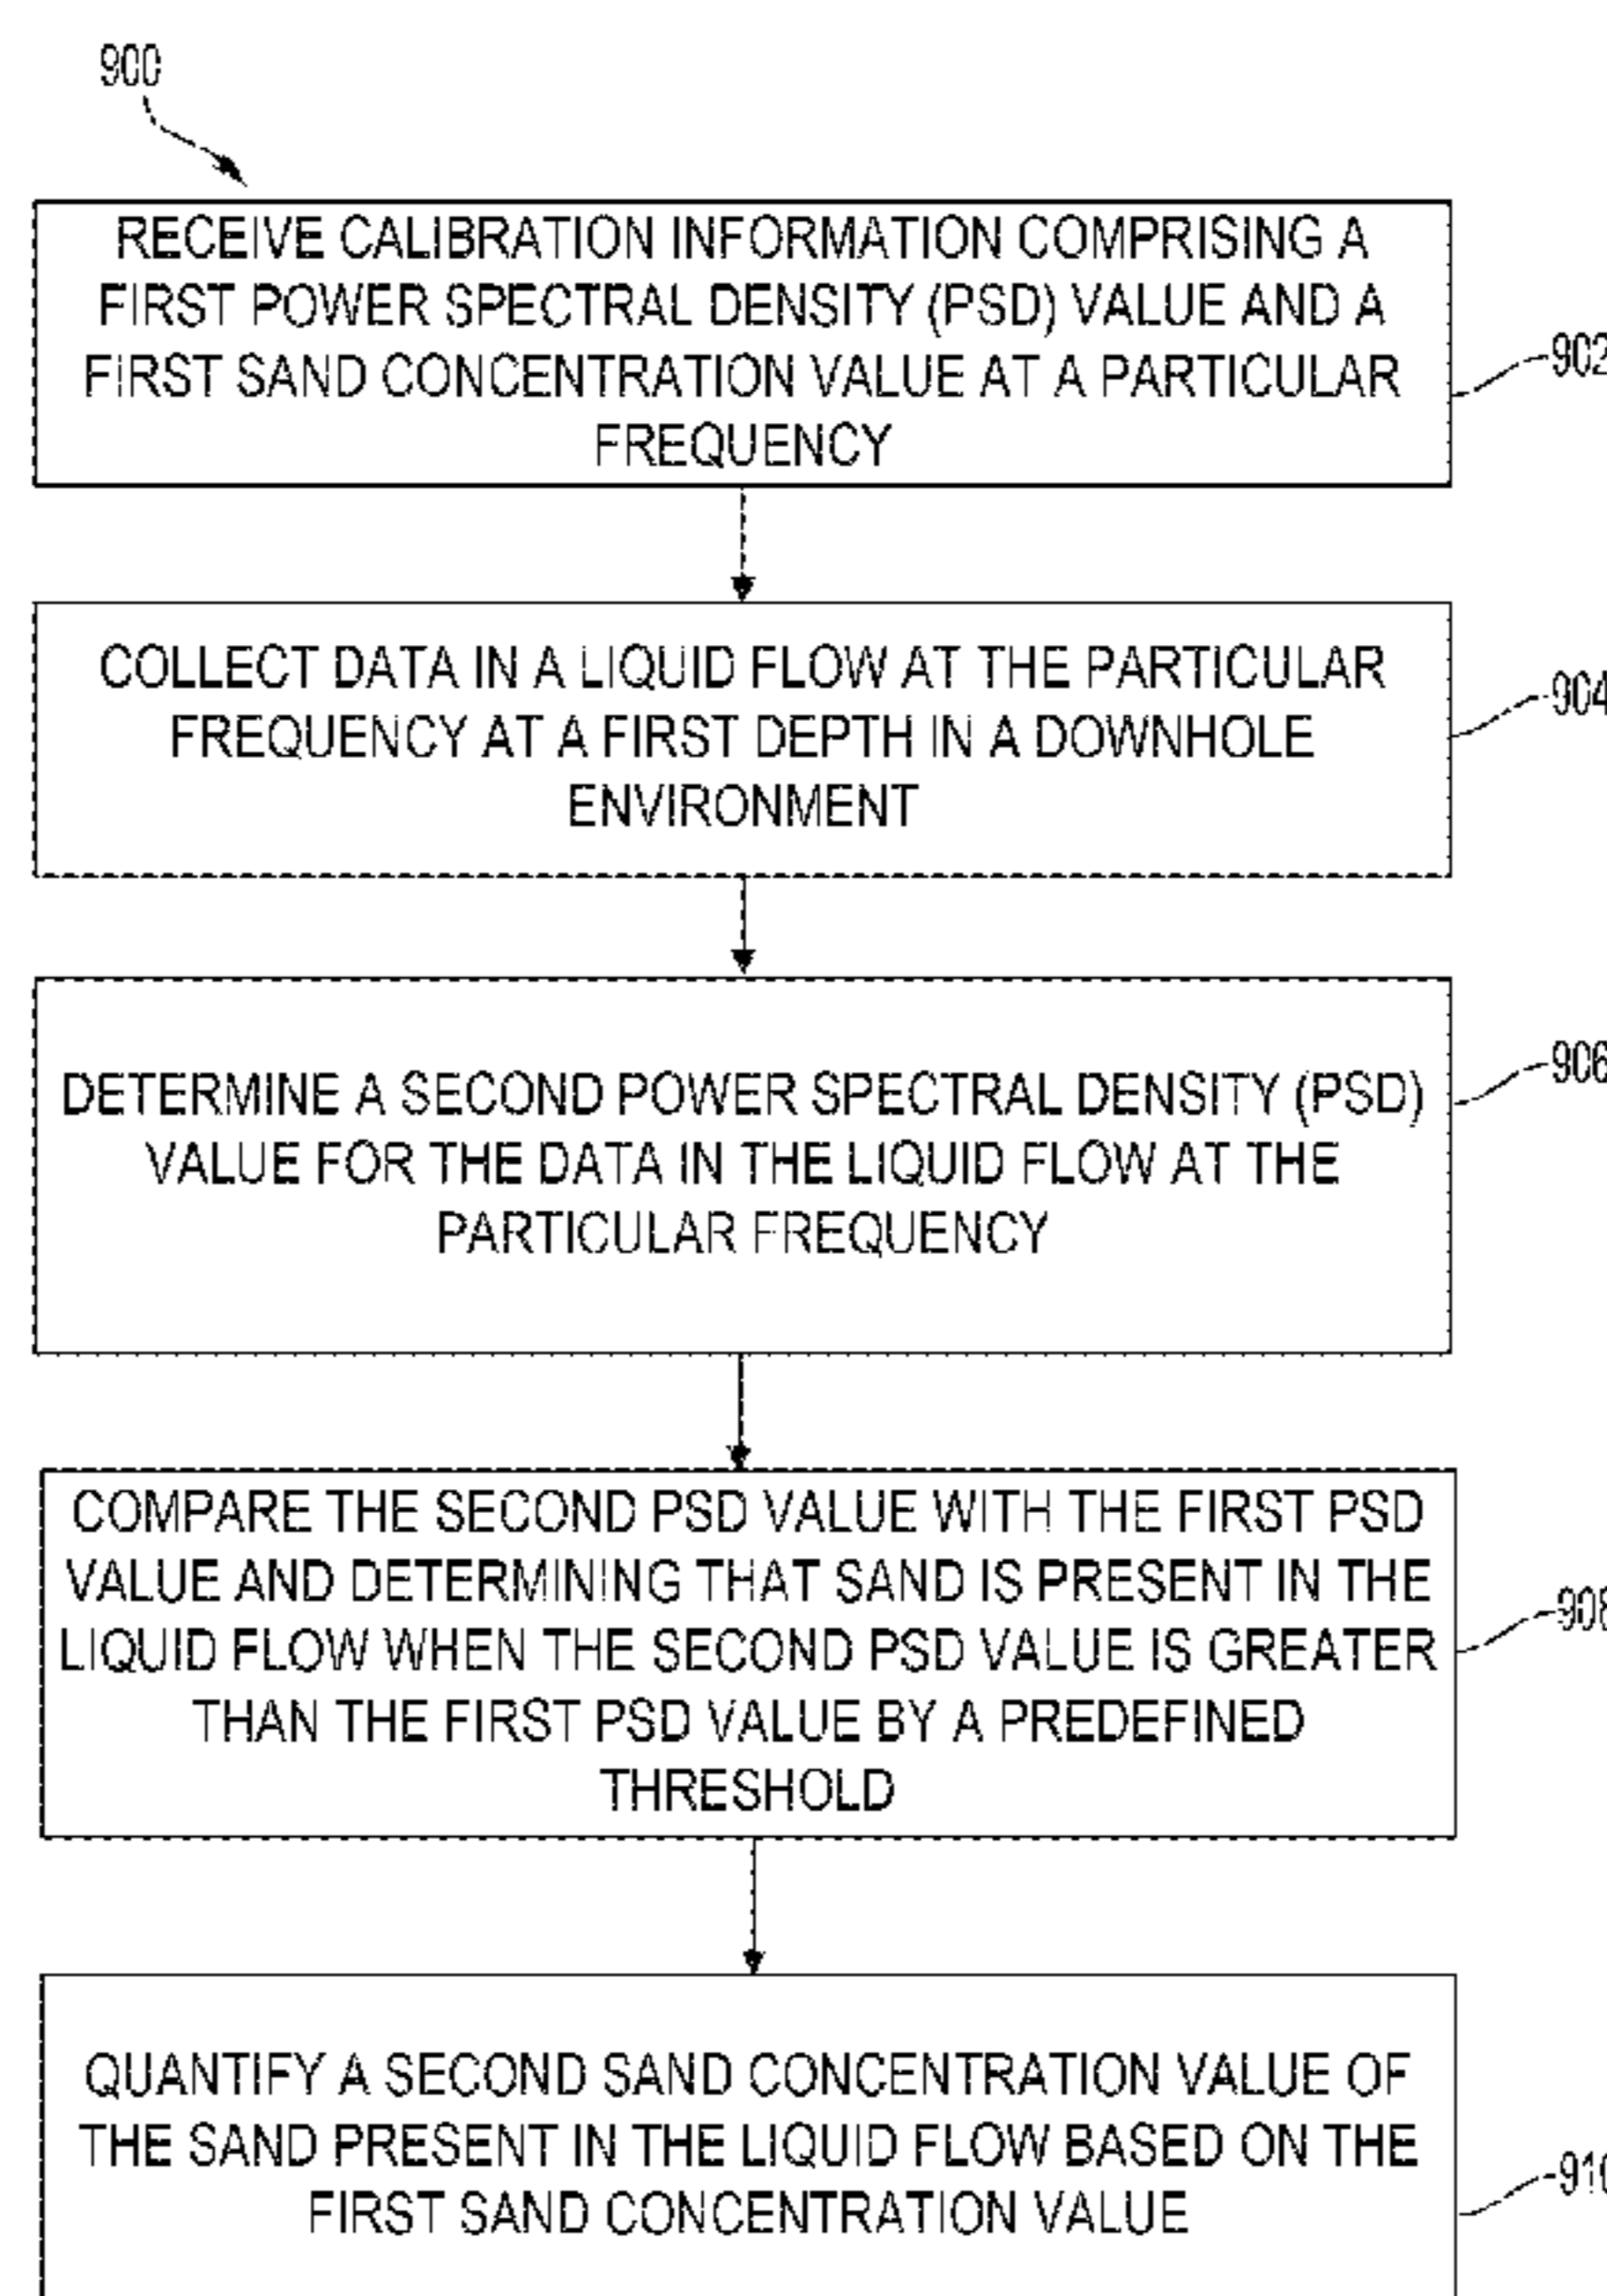 900
RECEIVE CALIBRATION INFORMATION COMPRISING A
FIRST POWER SPECTRAL DENSITY (PSD) VALUE AND A
FIRST SAND CONCENTRATION VALUE AT A PARTICULAR
FREQUENCY
902
COLLECT DATA IN A LIQUID FLOW AT THE PARTICULAR
FREQUENCY AT A FIRST DEPTH IN A DOWNHOLE
ENVIRONMENT
904
DETERMINE A SECOND POWER SPECTRAL DENSITY (PSD)
VALUE FOR THE DATA IN THE LIQUID FLOW AT THE
PARTICULAR FREQUENCY
906
COMPARE THE SECOND PSD VALUE WITH THE FIRST PSD
VALUE AND DETERMINING THAT SAND IS PRESENT IN THE
LIQUID FLOW WHEN THE SECOND PSD VALUE IS GREATER
THAN THE FIRST PSD VALUE BY A PREDEFINED
THRESHOLD
908
QUANTIFY A SECOND SAND CONCENTRATION VALUE OF
THE SAND PRESENT IN THE LIQUID FLOW BASED ON THE
FIRST SAND CONCENTRATION VALUE
910